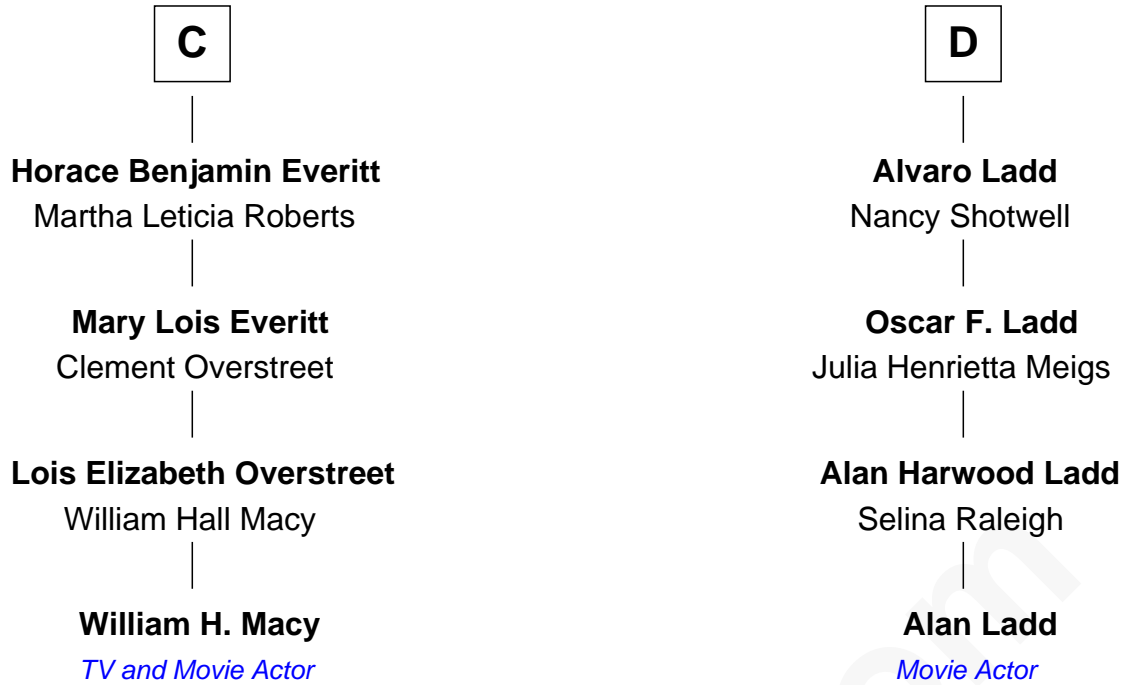 C
Horace Benjamin Everitt
Martha Leticia Roberts
Mary Lois Everitt
Clement Overstreet
Lois Elizabeth Overstreet
William Hall Macy
William H. Macy
TV and Movie Actor
D
Alvaro Ladd
Nancy Shotwell
Oscar F. Ladd
Julia Henrietta Meigs
Alan Harwood Ladd
Selina Raleigh
Alan Ladd
Movie Actor